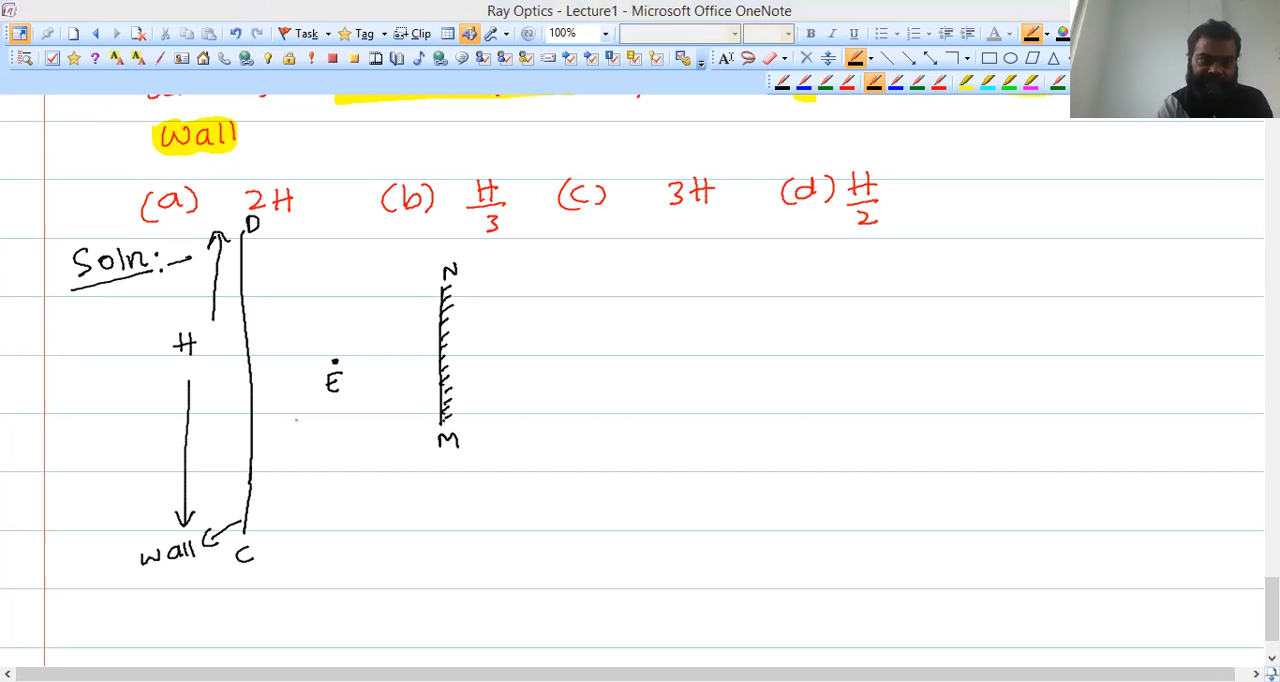 Ray Optics - Lecture1 - Microsoft Office OneNote
Task Tag Clip 100% B I U A
wall
(a) 2H (b) H/3 (c) 3H (d) H/2
D
Soln:-
N
H
E
M
wall C